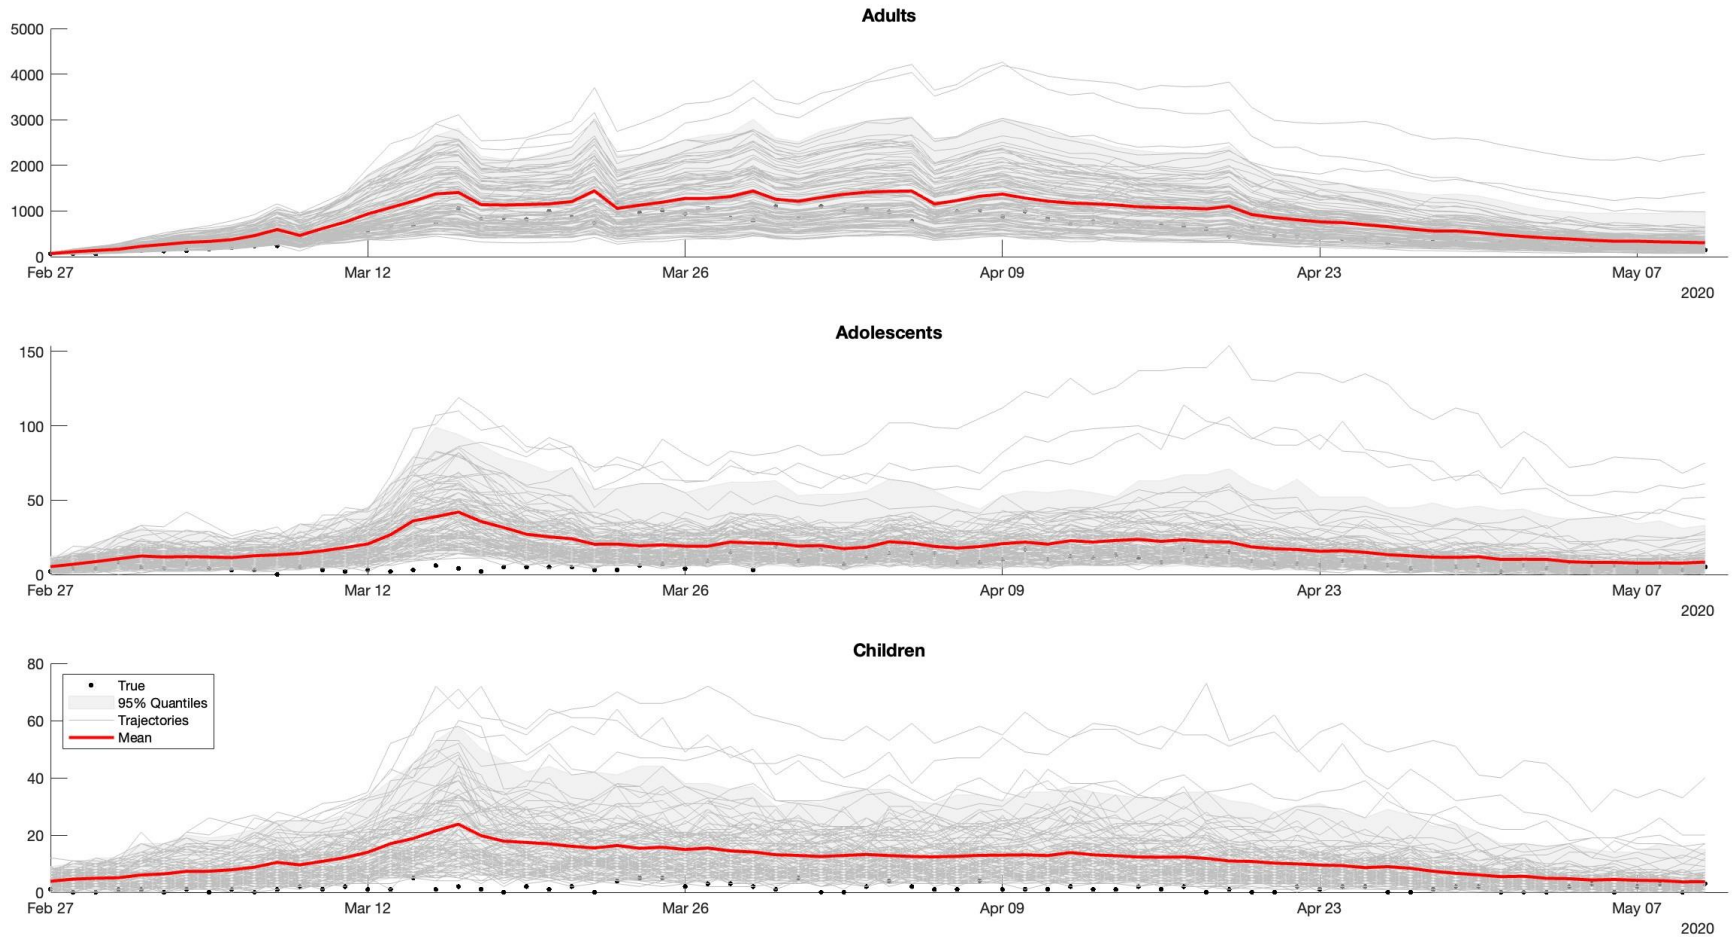 Adults
5000
4000
3000
2000
1000
0
Feb 27 Mar 12 Mar 26 Apr 09 Apr 23 May 07
2020
Adolescents
150
100
50
0
Feb 27 Mar 12 Mar 26 Apr 09 Apr 23 May 07
2020
Children
80
True
95% Quantiles
Trajectories
60
Mean
40
20
0
Feb 27 Mar 12 Mar 26 Apr 09 Apr 23 May 07
2020